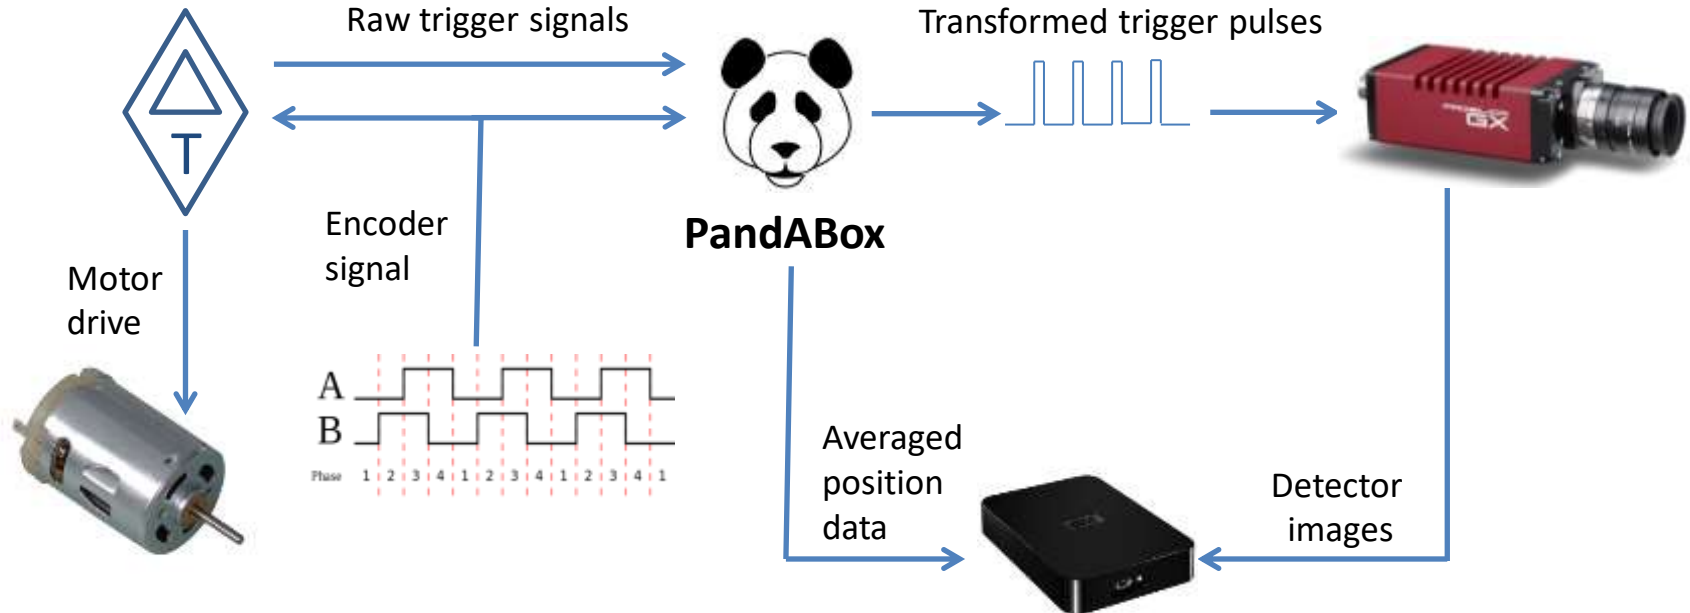 Raw trigger signals
Transformed trigger pulses
T
GX
PandABox
Encoder
signal
Motor
drive
A
B
Phase 1 2 3 4 1 2 3 4 1 2 3 4 1
Averaged
position
data
Detector
images